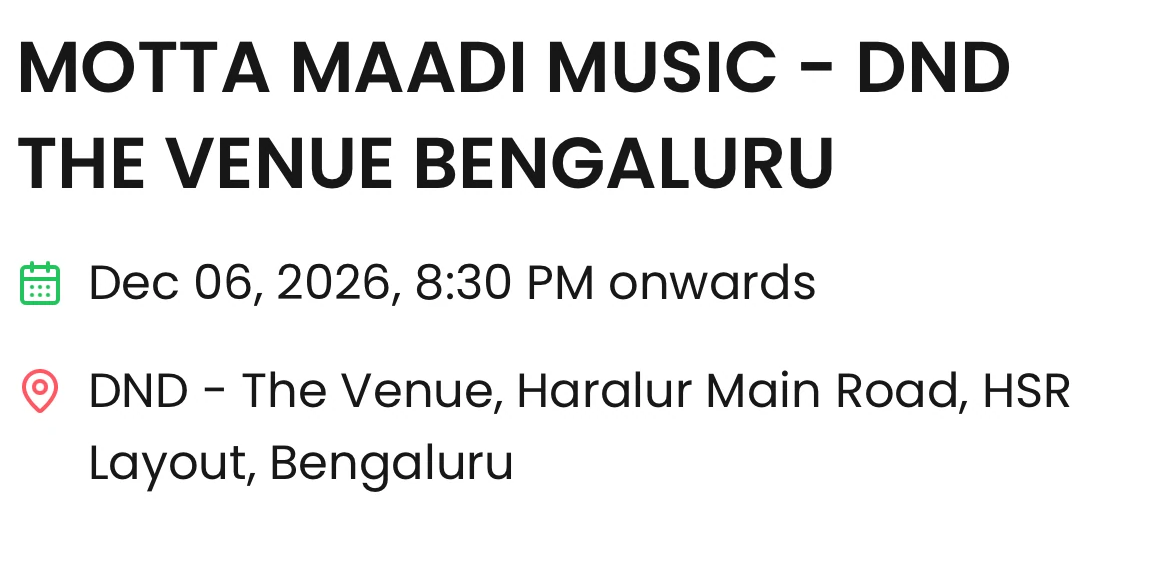 MOTTA MAADI MUSIC - DND
THE VENUE BENGALURU
Dec 06, 2026, 8:30 PM onwards
DND - The Venue, Haralur Main Road, HSR
Layout, Bengaluru